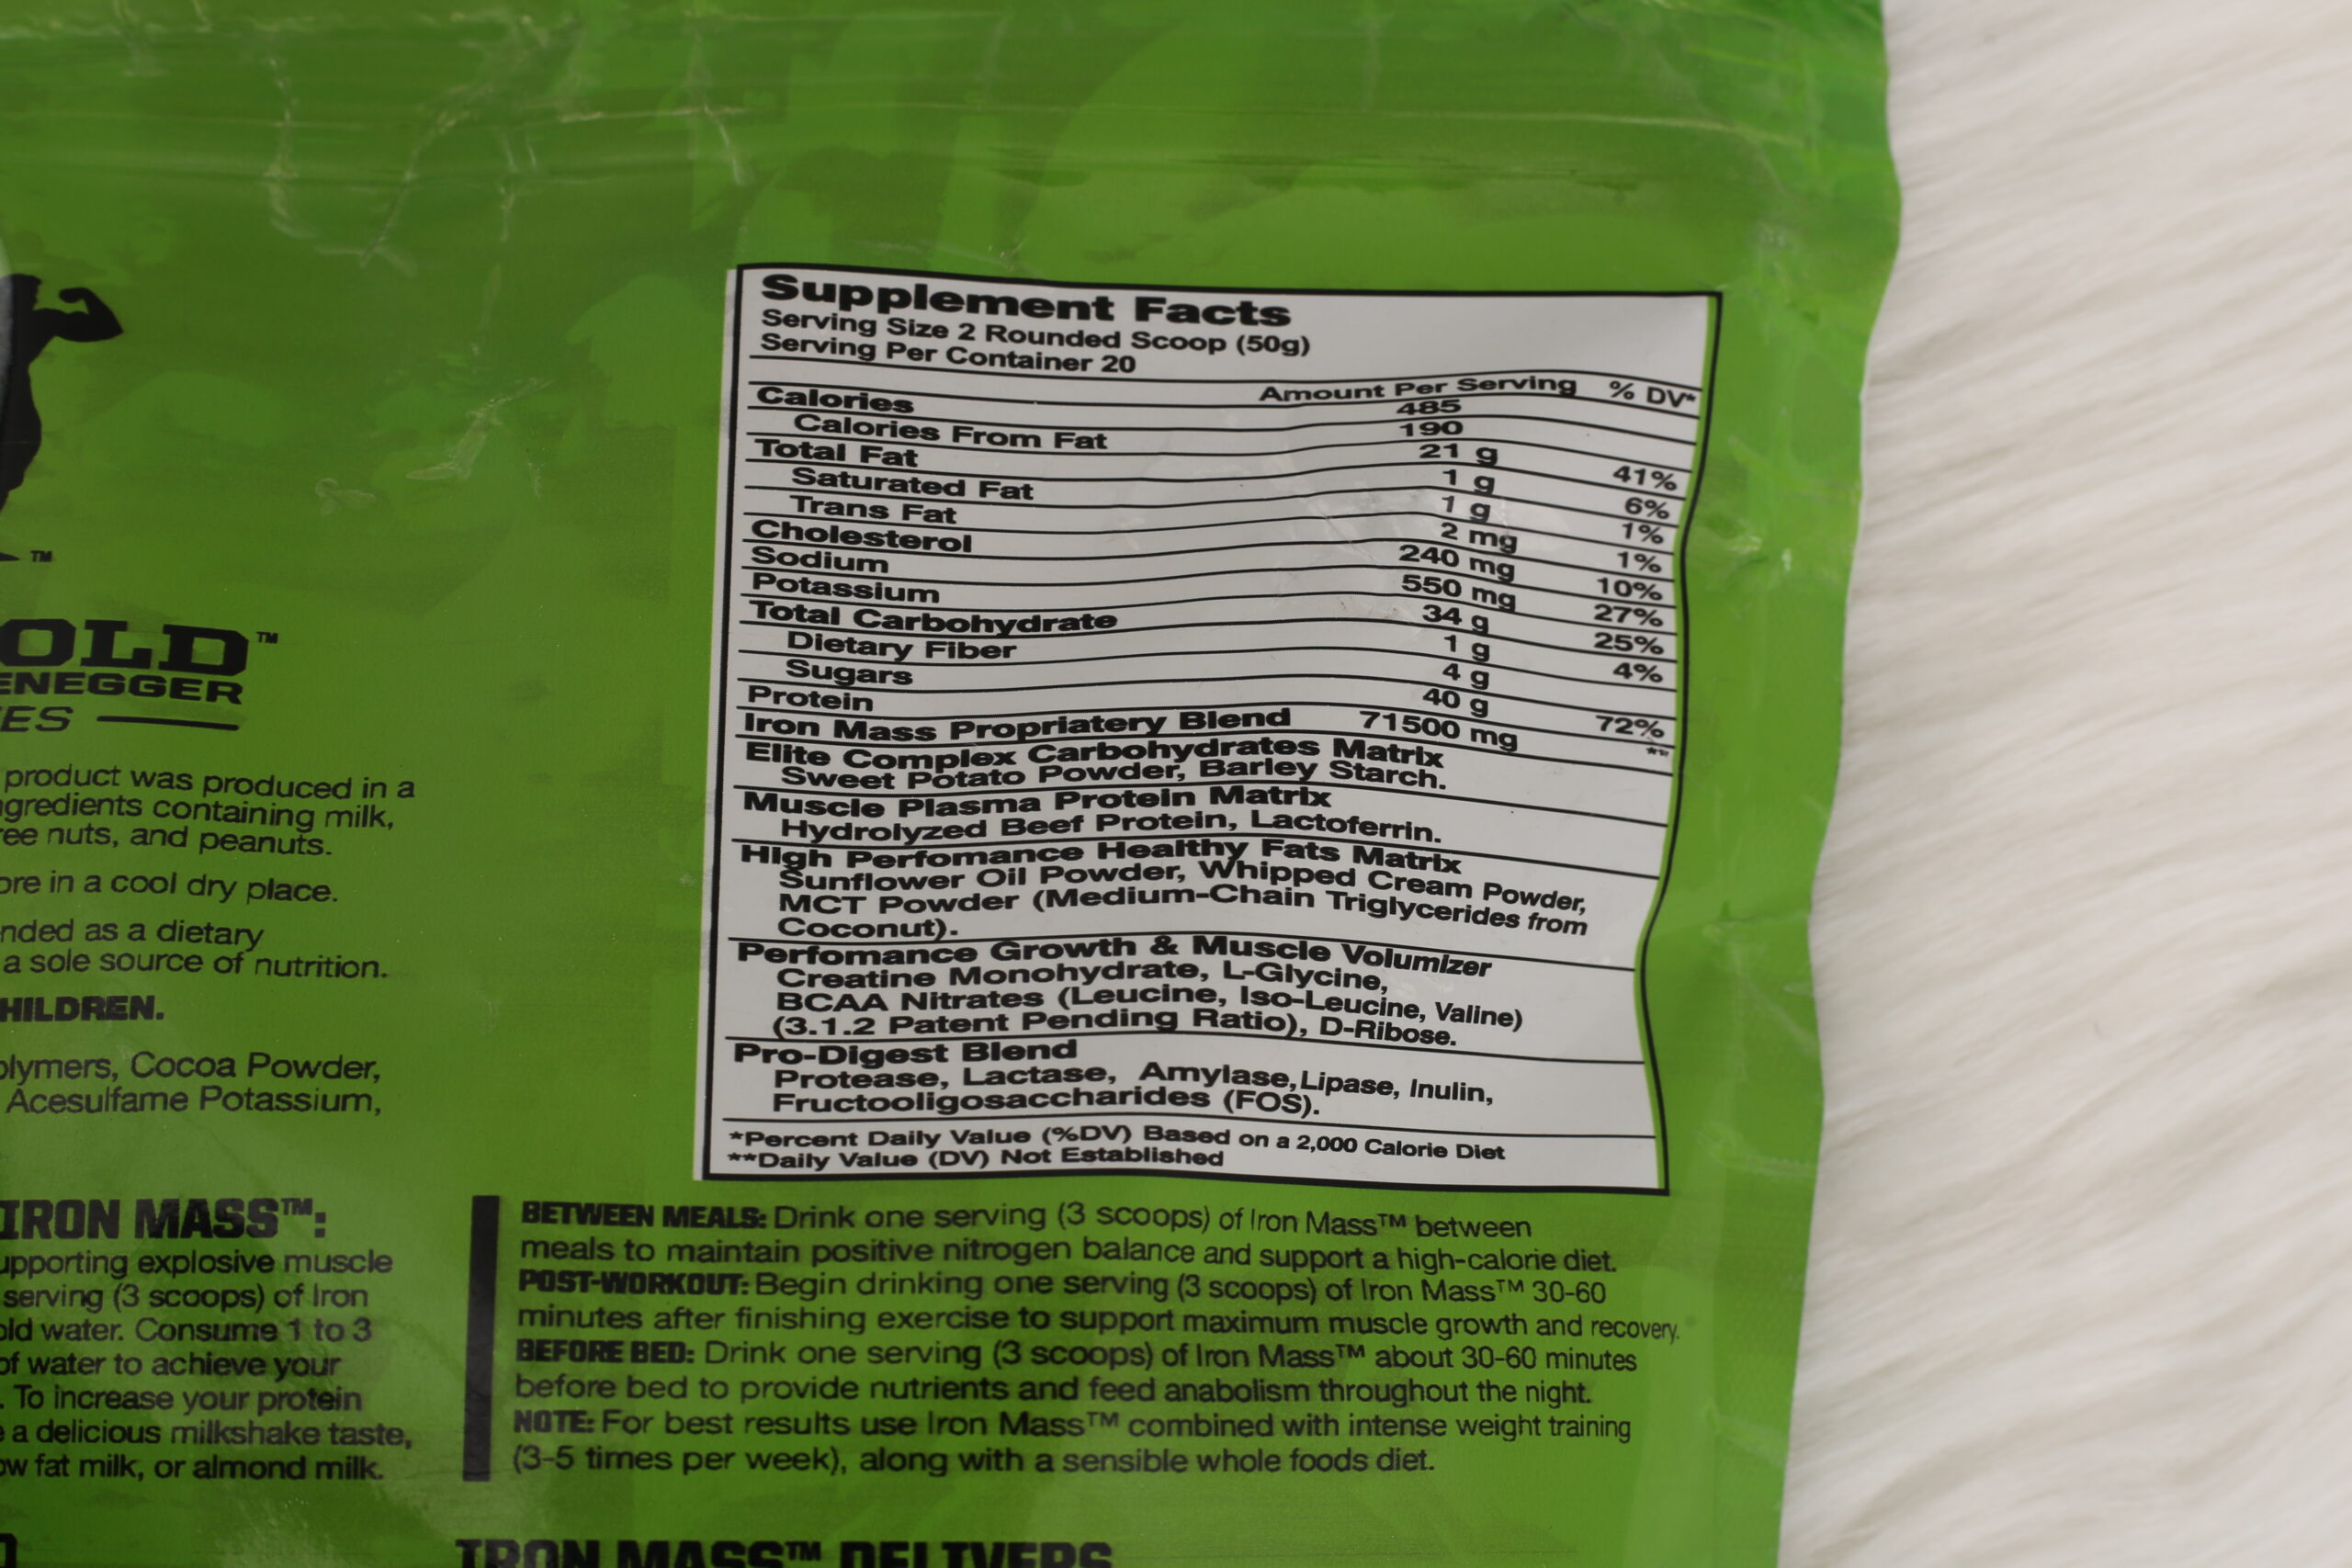 ™
OLD™
ENEGGER
ES
product was produced in a
ngredients containing milk,
ree nuts, and peanuts.
ore in a cool dry place.
nded as a dietary
a sole source of nutrition.
HILDREN.
olymers, Cocoa Powder,
Acesulfame Potassium,
IRON MASS™:
upporting explosive muscle
serving (3 scoops) of Iron
old water. Consume 1 to 3
of water to achieve your
. To increase your protein
e a delicious milkshake taste,
ow fat milk, or almond milk.
Supplement Facts
Serving Size 2 Rounded Scoop (50g)
Serving Per Container 20
Amount Per Serving % DV*
Calories 485
Calories From Fat 190
Total Fat 21 g 41%
Saturated Fat 1 g 6%
Trans Fat 1 g 1%
Cholesterol 2 mg 1%
Sodium 240 mg 10%
Potassium 550 mg 27%
Total Carbohydrate 34 g 25%
Dietary Fiber 1 g 4%
Sugars 4 g
Protein 40 g 72%
Iron Mass Propriatery Blend 71500 mg **
Elite Complex Carbohydrates Matrix
Sweet Potato Powder, Barley Starch.
Muscle Plasma Protein Matrix
Hydrolyzed Beef Protein, Lactoferrin.
High Perfomance Healthy Fats Matrix
Sunflower Oil Powder, Whipped Cream Powder,
MCT Powder (Medium-Chain Triglycerides from
Coconut).
Perfomance Growth & Muscle Volumizer
Creatine Monohydrate, L-Glycine,
BCAA Nitrates (Leucine, Iso-Leucine, Valine)
(3.1.2 Patent Pending Ratio), D-Ribose.
Pro-Digest Blend
Protease, Lactase, Amylase, Lipase, Inulin,
Fructooligosaccharides (FOS).
*Percent Daily Value (%DV) Based on a 2,000 Calorie Diet
**Daily Value (DV) Not Established
BETWEEN MEALS: Drink one serving (3 scoops) of Iron Mass™ between
meals to maintain positive nitrogen balance and support a high-calorie diet.
POST-WORKOUT: Begin drinking one serving (3 scoops) of Iron Mass™ 30-60
minutes after finishing exercise to support maximum muscle growth and recovery.
BEFORE BED: Drink one serving (3 scoops) of Iron Mass™ about 30-60 minutes
before bed to provide nutrients and feed anabolism throughout the night.
NOTE: For best results use Iron Mass™ combined with intense weight training
(3-5 times per week), along with a sensible whole foods diet.
IRON MASS™ DELIVERS